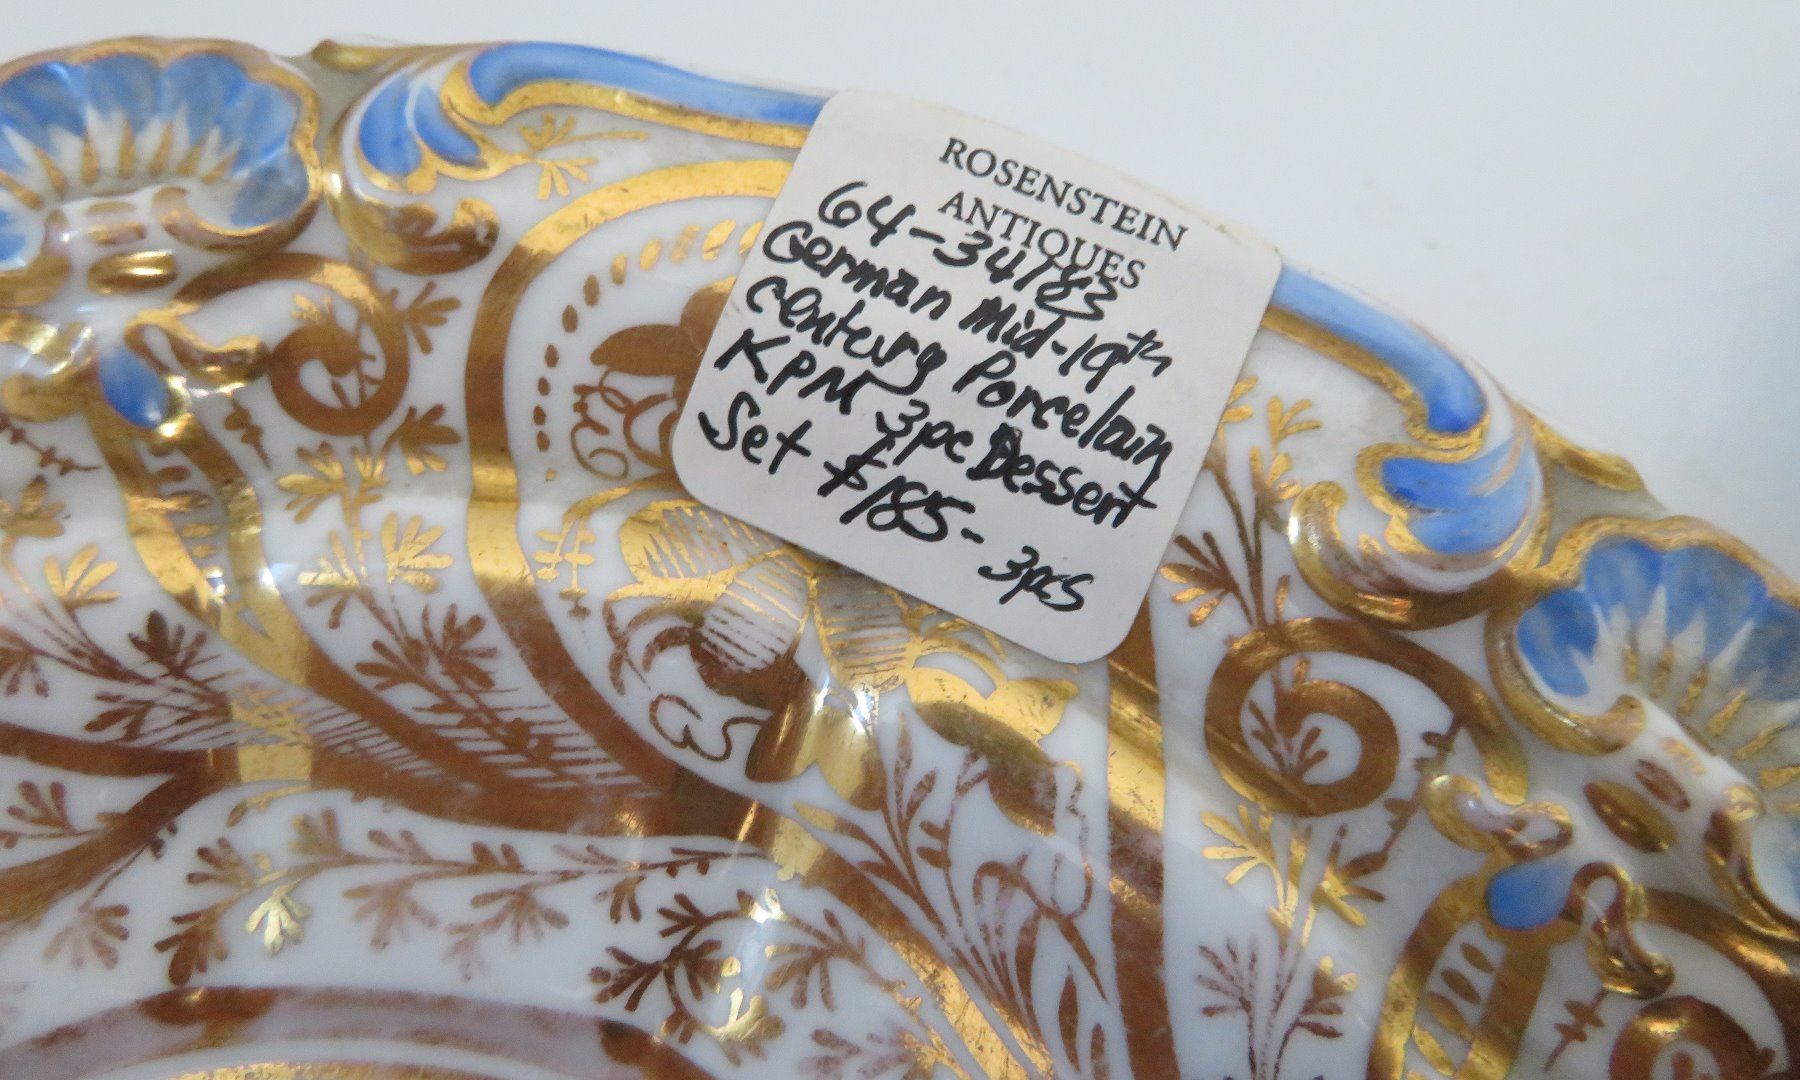 ROSENSTEIN
ANTIQUES
64-34183
German Mid-19th
century Porcelain
KPM 3pc Dessert
Set $185- 3pcs